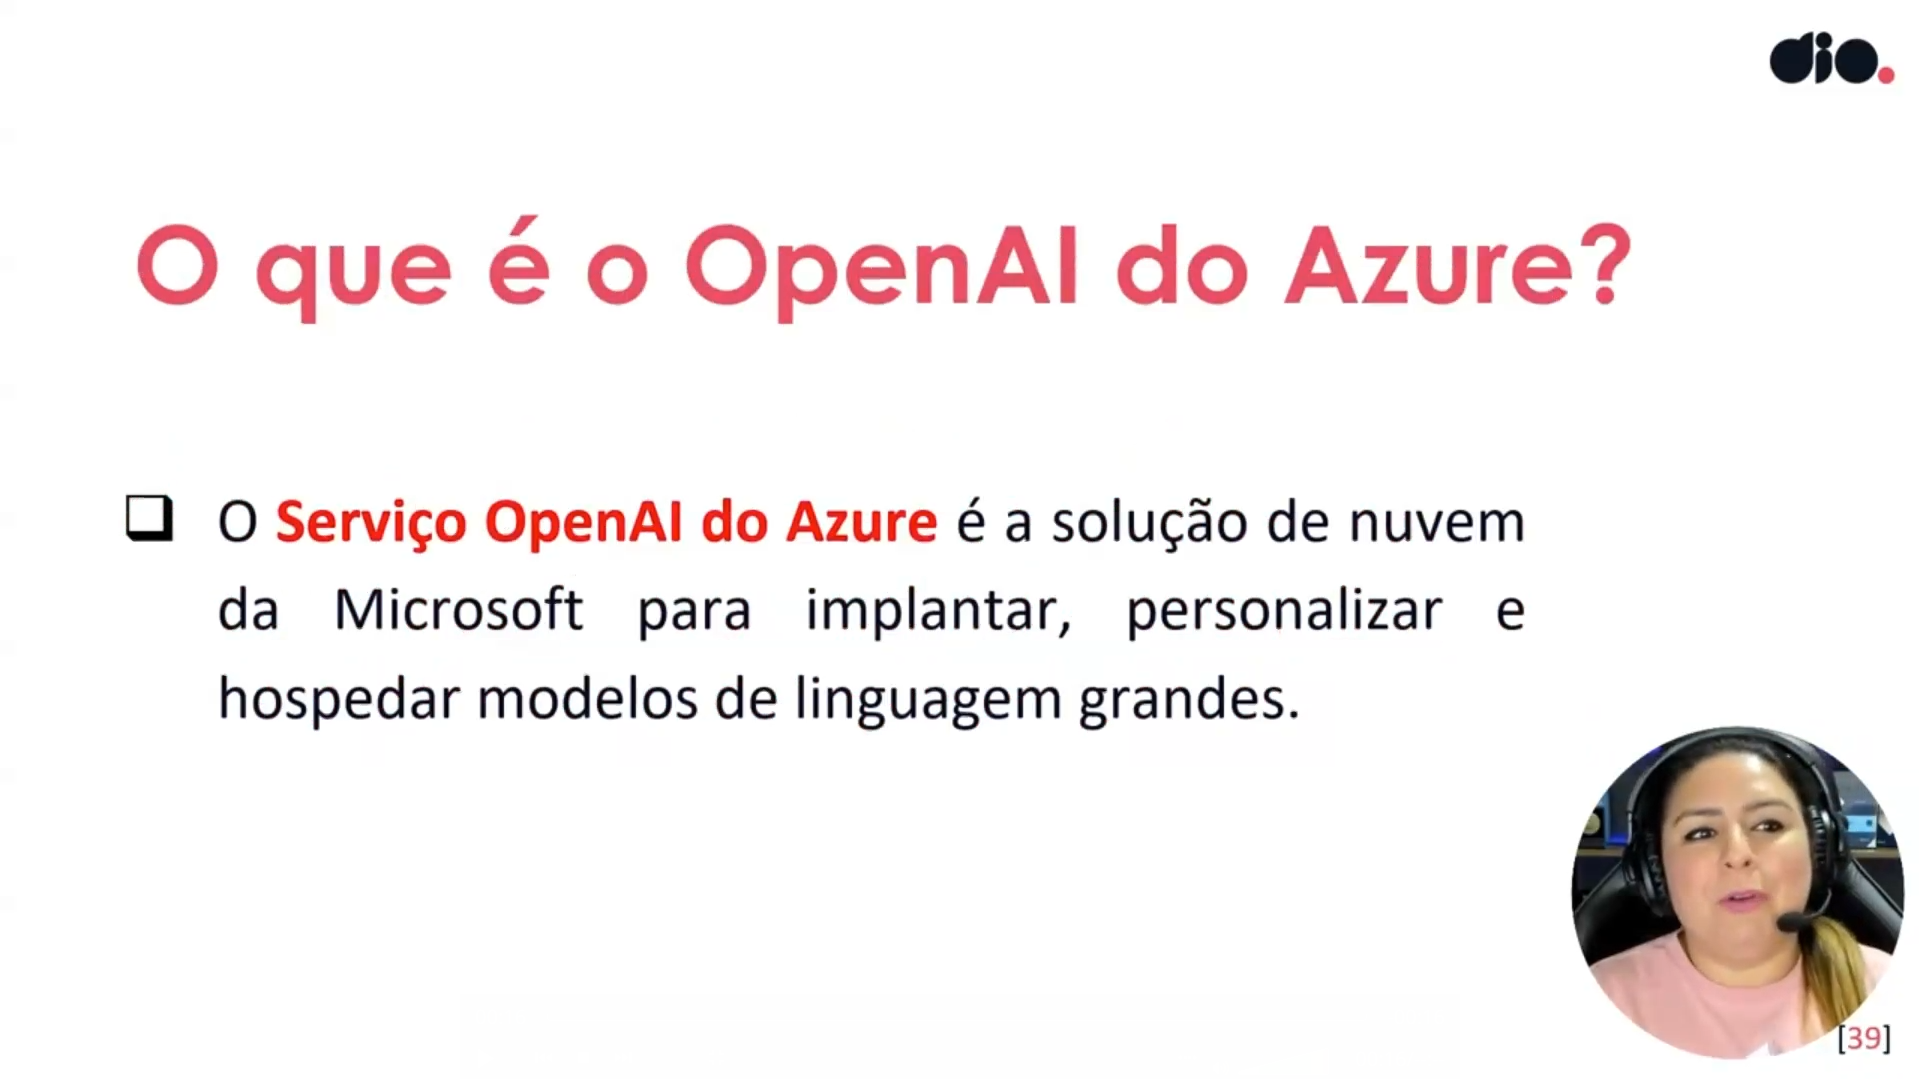 dio.
O que é o OpenAI do Azure?
❑ O Serviço OpenAI do Azure é a solução de nuvem
da Microsoft para implantar, personalizar e
hospedar modelos de linguagem grandes.
[39]